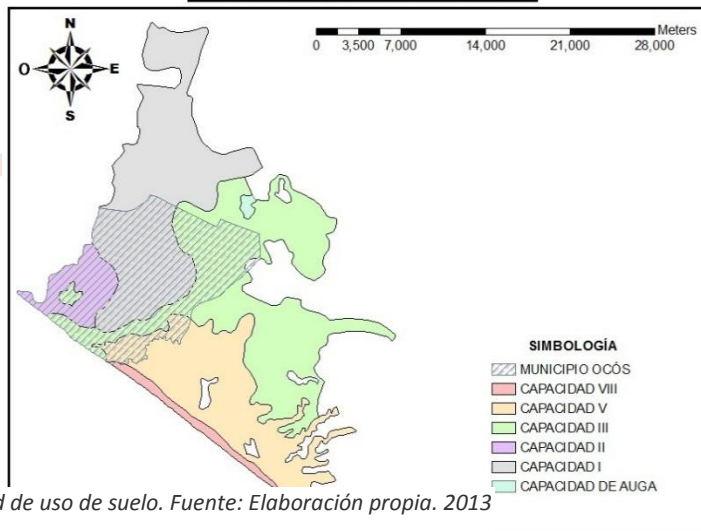 N
O E
S
Meters
0 3,500 7,000 14,000 21,000 28,000
SIMBOLOGÍA
MUNICIPIO OCÓS
CAPACIDAD VIII
CAPACIDAD V
CAPACIDAD III
CAPACIDAD II
CAPACIDAD I
CAPACIDAD DE AUGA
d de uso de suelo. Fuente: Elaboración propia. 2013